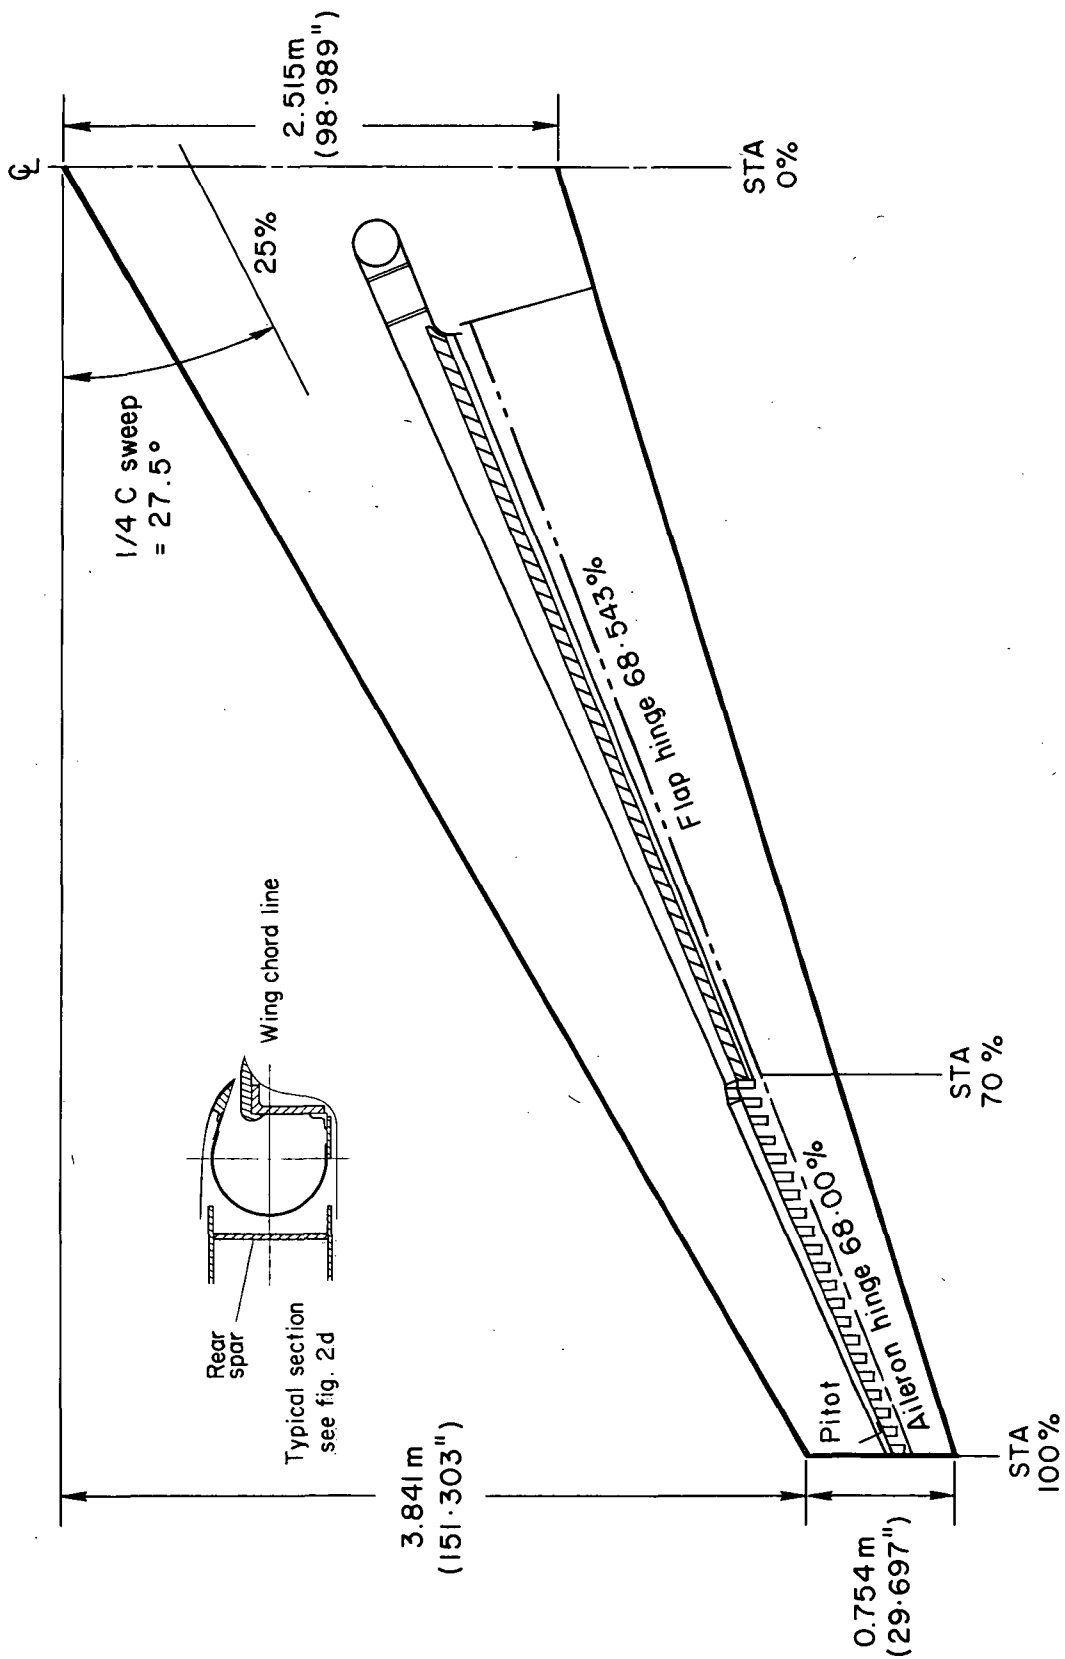 ℄
2.515m
(98·989")
STA
0%
25%
1/4 C sweep
= 27.5°
Flap hinge 68·543%
Wing chord line
Rear
spar
Typical section
see fig. 2d
STA
70%
Pitot
Aileron hinge 68·00%
3.841m
(151·303")
0.754m
(29·697")
STA
100%